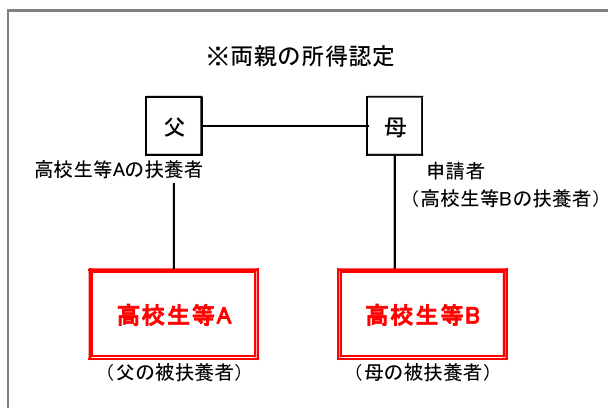 ※両親の所得認定
父
母
高校生等Aの扶養者
申請者
（高校生等Bの扶養者）
高校生等A
高校生等B
（父の被扶養者）
（母の被扶養者）